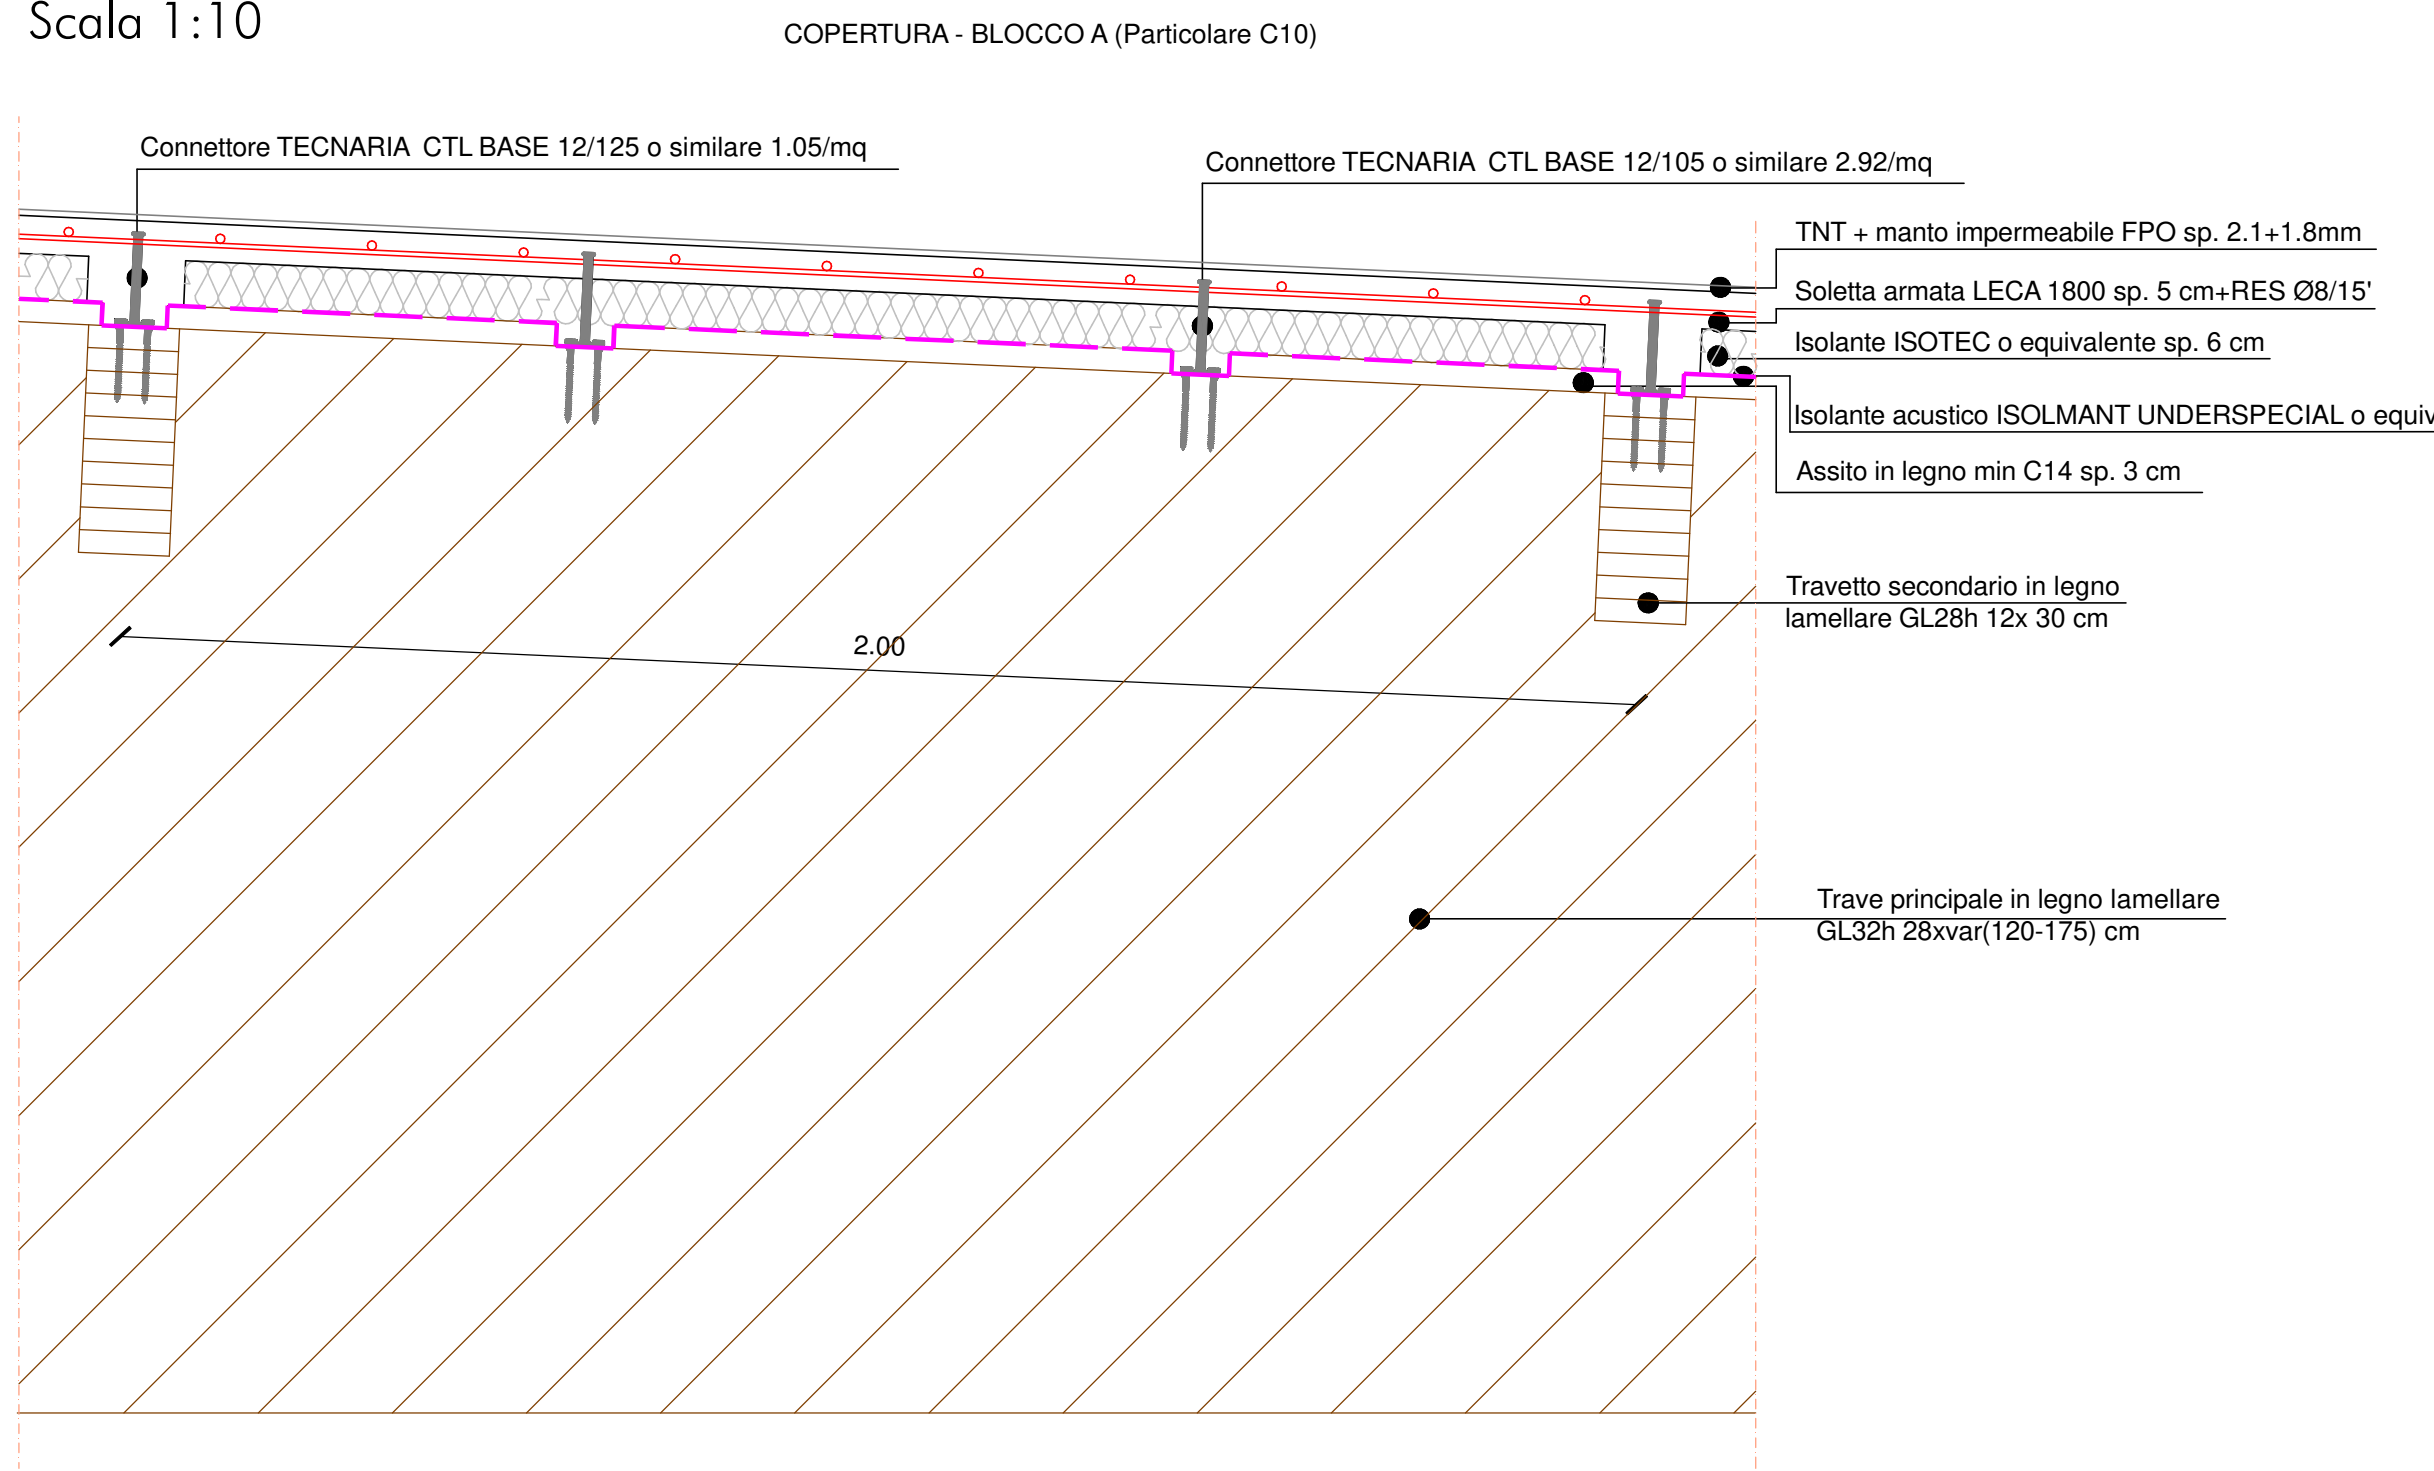 Scala 1:10
COPERTURA - BLOCCO A (Particolare C10)
Connettore TECNARIA CTL BASE 12/125 o similare 1.05/mq
Connettore TECNARIA CTL BASE 12/105 o similare 2.92/mq
TNT + manto impermeabile FPO sp. 2.1+1.8mm
Soletta armata LECA 1800 sp. 5 cm+RES Ø8/15'
Isolante ISOTEC o equivalente sp. 6 cm
Isolante acustico ISOLMANT UNDERSPECIAL o equiv
Assito in legno min C14 sp. 3 cm
Travetto secondario in legno
lamellare GL28h 12x 30 cm
2.00
Trave principale in legno lamellare
GL32h 28xvar(120-175) cm